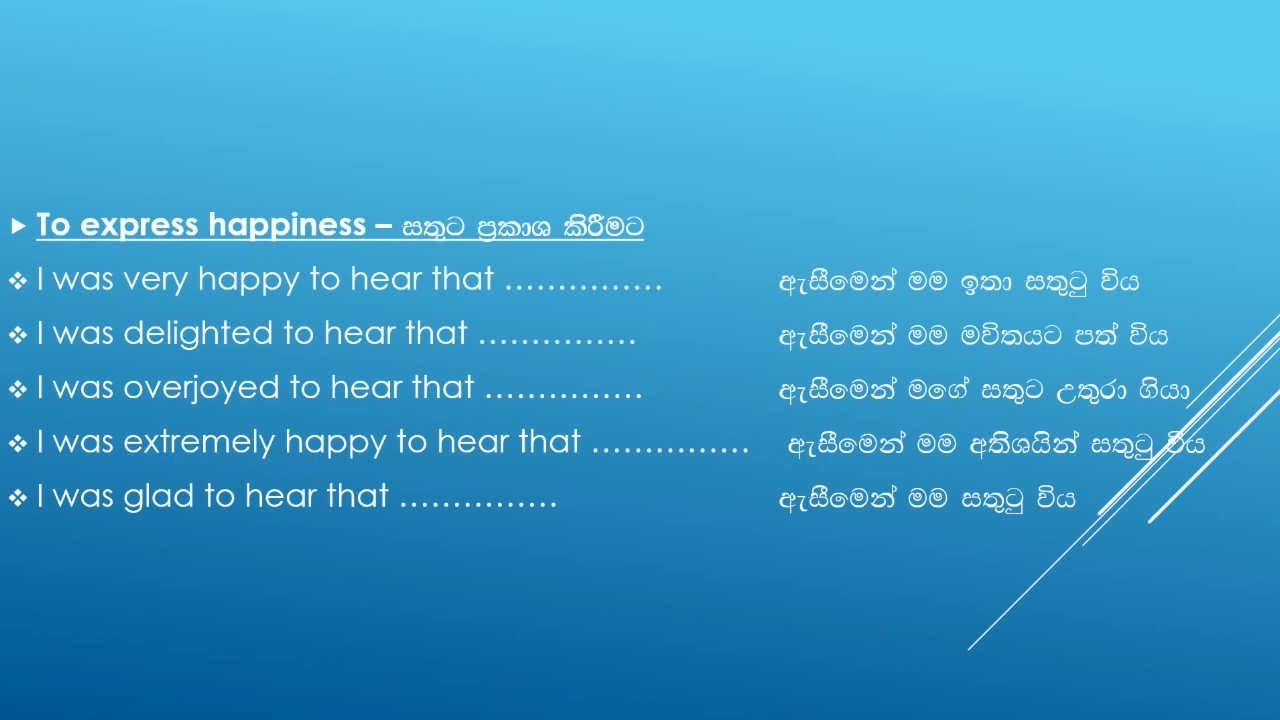 To express happiness – සතුට ප්‍රකාශ කිරීමට
I was very happy to hear that …………… ඇසීමෙන් මම ඉතා සතුටු විය
I was delighted to hear that …………… ඇසීමෙන් මම මවිතයට පත් විය
I was overjoyed to hear that …………… ඇසීමෙන් මගේ සතුට උතුරා ගියා
I was extremely happy to hear that …………… ඇසීමෙන් මම අතිශයින් සතුටු විය
I was glad to hear that …………… ඇසීමෙන් මම සතුටු විය